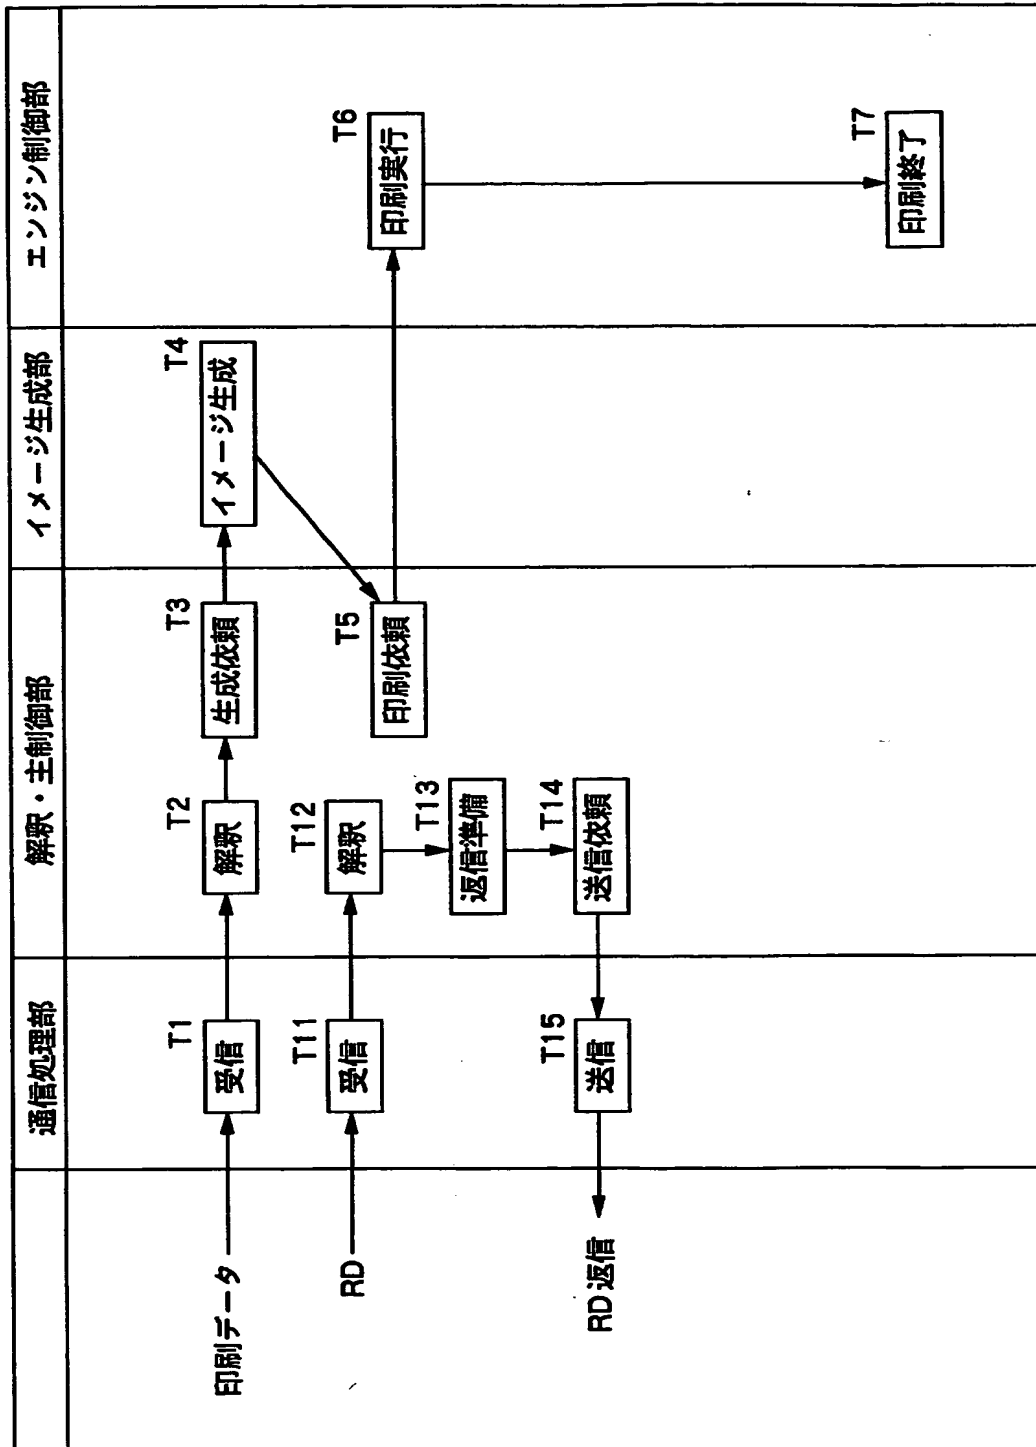 通信処理部
解釈・主制御部
イメージ生成部
エンジン制御部
印刷データ
T1
受信
T2
解釈
T3
生成依頼
T4
イメージ生成
RD
T11
受信
T12
解釈
T5
印刷依頼
T6
印刷実行
T13
返信準備
T14
送信依頼
T15
送信
RD返信
T7
印刷終了